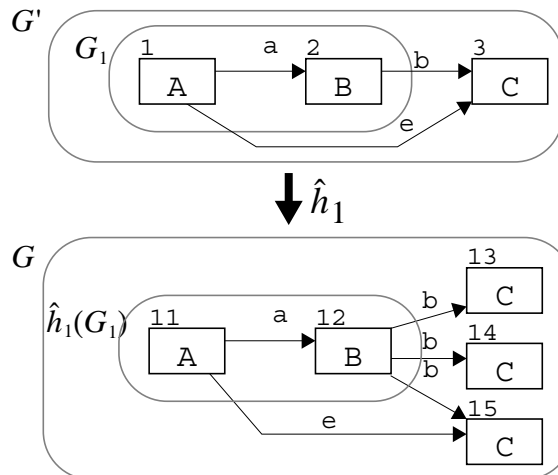 G'
G₁
1 a 2 b 3
A B C
e
ĥ₁
G
13
C
b
ĥ₁(G₁)
11 a 12 b 14
A B C
b
15
e
C